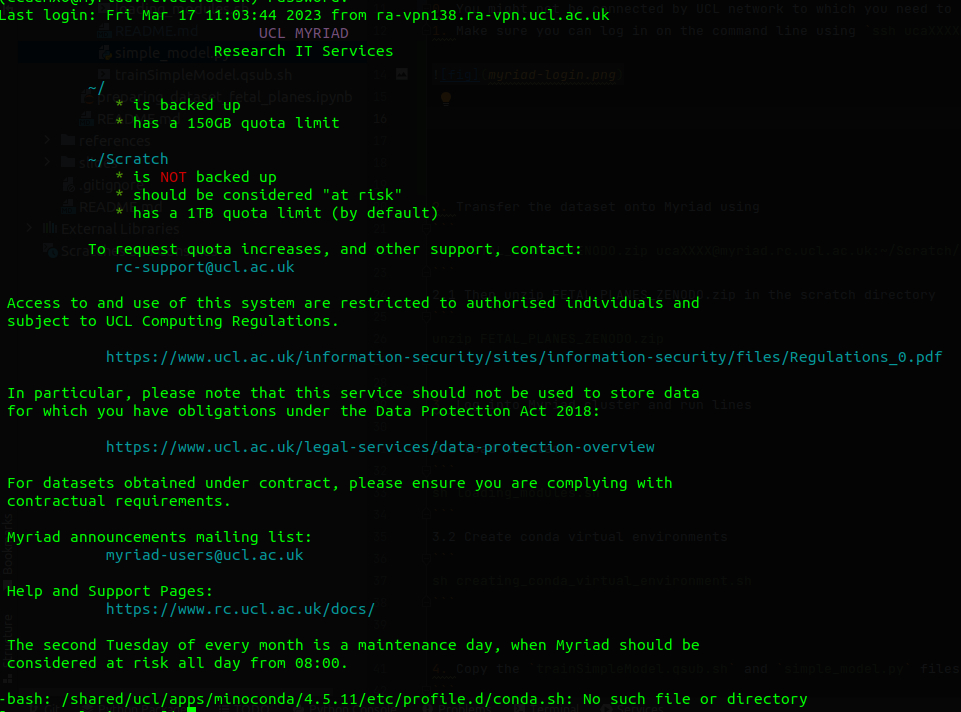 Last login: Fri Mar 17 11:03:44 2023 from ra-vpn138.ra-vpn.ucl.ac.uk
UCL MYRIAD
Research IT Services
~/
* is backed up
* has a 150GB quota limit
~/Scratch
* is NOT backed up
* should be considered "at risk"
* has a 1TB quota limit (by default)
To request quota increases, and other support, contact:
rc-support@ucl.ac.uk
Access to and use of this system are restricted to authorised individuals and
subject to UCL Computing Regulations.
https://www.ucl.ac.uk/information-security/sites/information-security/files/Regulations_0.pdf
In particular, please note that this service should not be used to store data
for which you have obligations under the Data Protection Act 2018:
https://www.ucl.ac.uk/legal-services/data-protection-overview
For datasets obtained under contract, please ensure you are complying with
contractual requirements.
Myriad announcements mailing list:
myriad-users@ucl.ac.uk
Help and Support Pages:
https://www.rc.ucl.ac.uk/docs/
The second Tuesday of every month is a maintenance day, when Myriad should be
considered at risk all day from 08:00.
-bash: /shared/ucl/apps/minoconda/4.5.11/etc/profile.d/conda.sh: No such file or directory